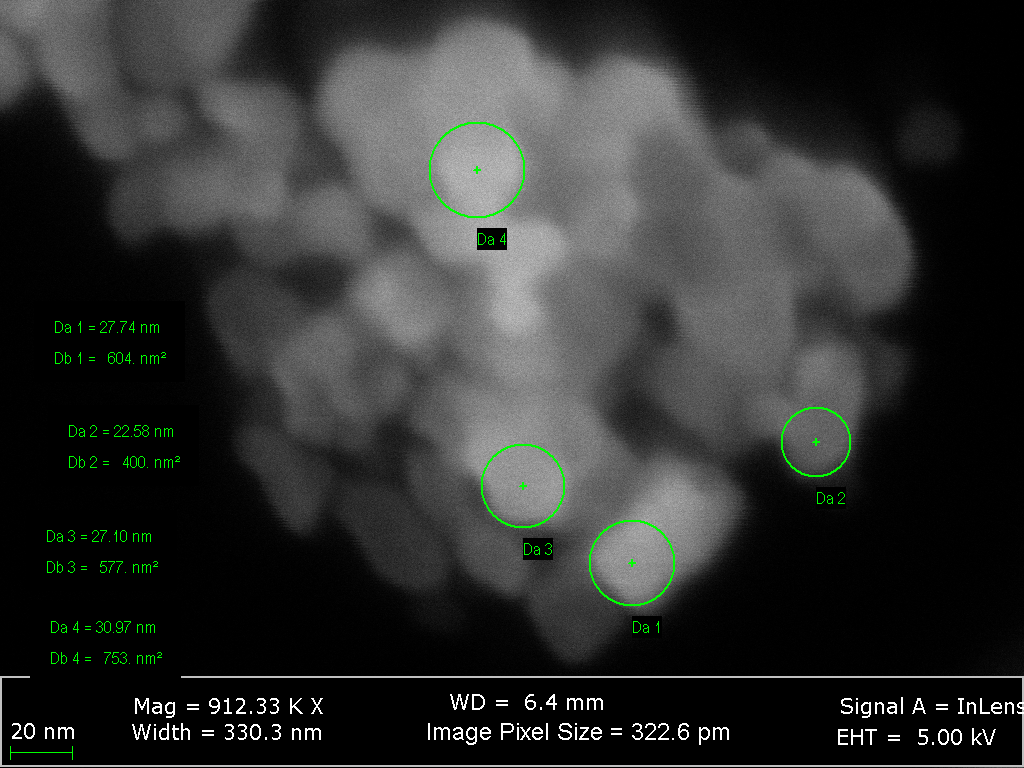 Da 4
Da 1 = 27.74 nm
Db 1 = 604. nm²
Da 2 = 22.58 nm
Db 2 = 400. nm²
Da 2
Da 3 = 27.10 nm
Db 3 = 577. nm²
Da 3
Da 4 = 30.97 nm
Db 4 = 753. nm²
Da 1
20 nm
Mag = 912.33 K X
Width = 330.3 nm
WD = 6.4 mm
Image Pixel Size = 322.6 pm
Signal A = InLens
EHT = 5.00 kV